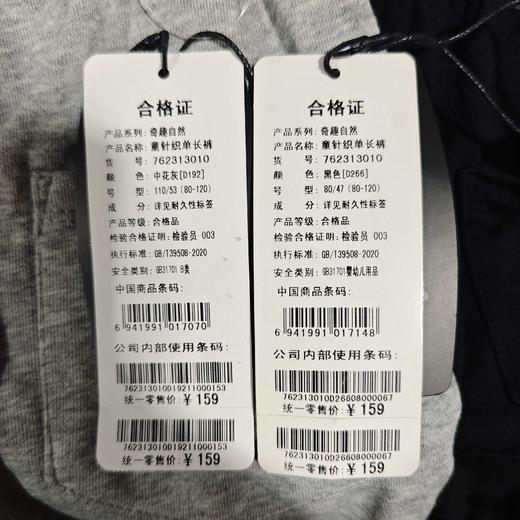 合格证
产品系列: 奇趣自然
产品名称: 童针织单长裤
货 号: 762313010
颜 色: 中花灰[D192]
号 型: 110/53 (80-120)
成 分: 详见耐久性标签
产品等级: 合格品
检验合格证明: 检验员 003
执行标准: GB/T39508-2020
安全类别: GB31701 B类
中国商品条码:
6 941991 017070
公司内部使用条码:
762313010D19211000153
统一零售价: ¥ 159
762313010D19211000153
统一零售价: ¥ 159
合格证
产品系列: 奇趣自然
产品名称: 童针织单长裤
货 号: 762313010
颜 色: 黑色[D266]
号 型: 80/47 (80-120)
成 分: 详见耐久性标签
产品等级: 合格品
检验合格证明: 检验员 003
执行标准: GB/T39508-2020
安全类别: GB31701婴幼儿用品
中国商品条码:
6 941991 017148
公司内部使用条码:
762313010D26608000067
统一零售价: ¥ 159
762313010D26608000067
统一零售价: ¥ 159